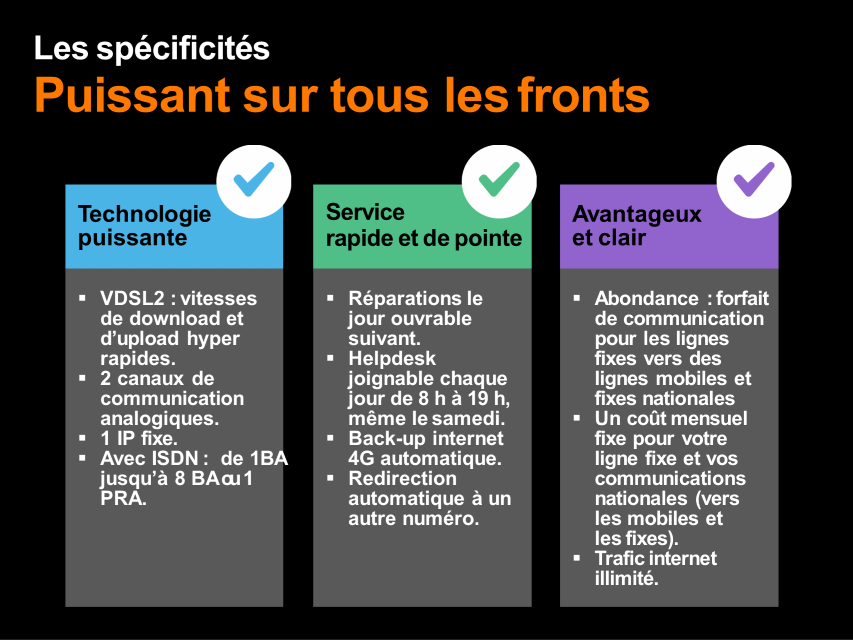 Les spécificités
Puissant sur tous les fronts
Technologie
puissante
▪ VDSL2 : vitesses
de download et
d’upload hyper
rapides.
▪ 2 canaux de
communication
analogiques.
▪ 1 IP fixe.
▪ Avec ISDN : de 1BA
jusqu’à 8 BA ou 1
PRA.
Service
rapide et de pointe
▪ Réparations le
jour ouvrable
suivant.
▪ Helpdesk
joignable chaque
jour de 8 h à 19 h,
même le samedi.
▪ Back-up internet
4G automatique.
▪ Redirection
automatique à un
autre numéro.
Avantageux
et clair
▪ Abondance : forfait
de communication
pour les lignes
fixes vers des
lignes mobiles et
fixes nationales
▪ Un coût mensuel
fixe pour votre
ligne fixe et vos
communications
nationales (vers
les mobiles et
les fixes).
▪ Trafic internet
illimité.